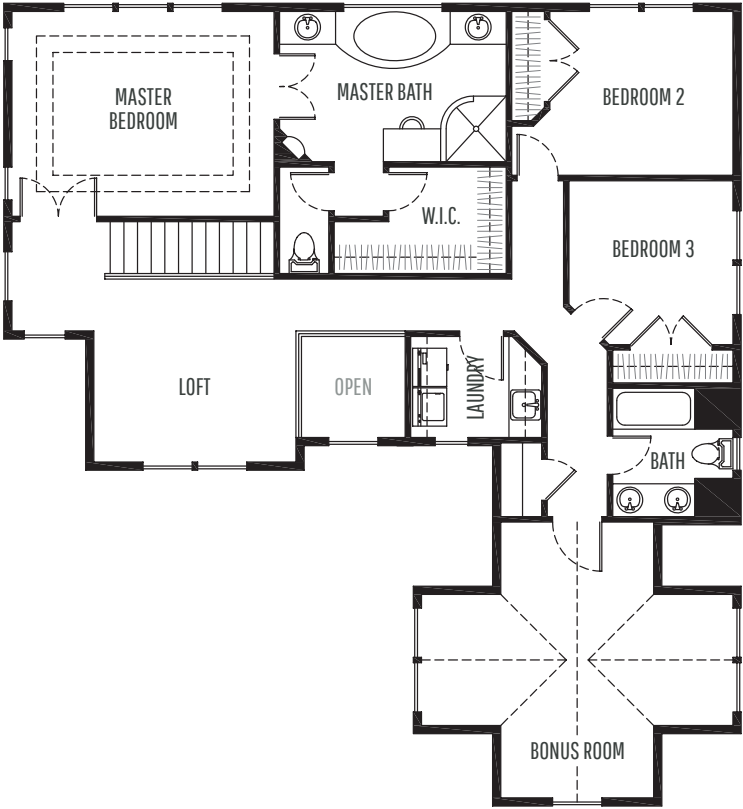 MASTER
BEDROOM
MASTER BATH
BEDROOM 2
W.I.C.
BEDROOM 3
LOFT
OPEN
LAUNDRY
BATH
BONUS ROOM